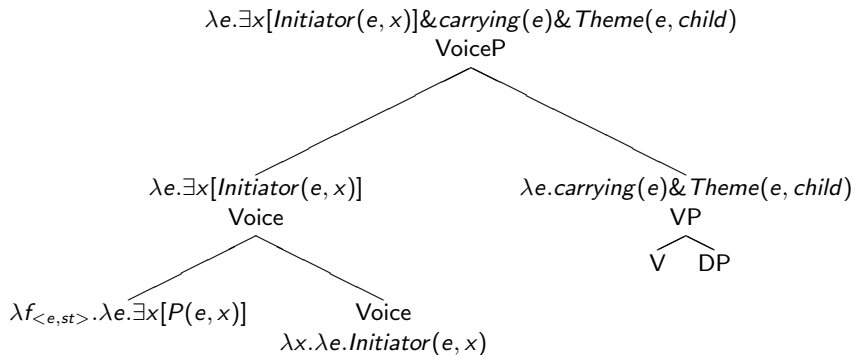 λe.∃x[Initiator(e, x)]&carrying(e)&Theme(e, child)
VoiceP
λe.∃x[Initiator(e, x)] λe.carrying(e)&Theme(e, child)
Voice VP
V DP
λf<e,st>.λe.∃x[P(e, x)] Voice
λx.λe.Initiator(e, x)